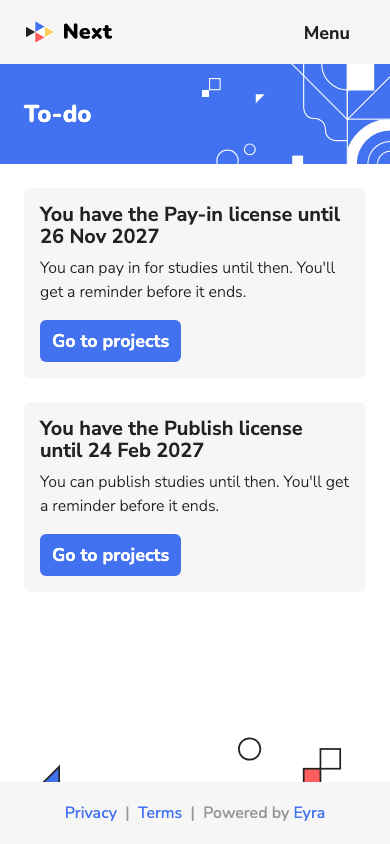 Next
Menu
To-do
You have the Pay-in license until
26 Nov 2027
You can pay in for studies until then. You'll
get a reminder before it ends.
Go to projects
You have the Publish license
until 24 Feb 2027
You can publish studies until then. You'll get
a reminder before it ends.
Go to projects
Privacy | Terms | Powered by Eyra